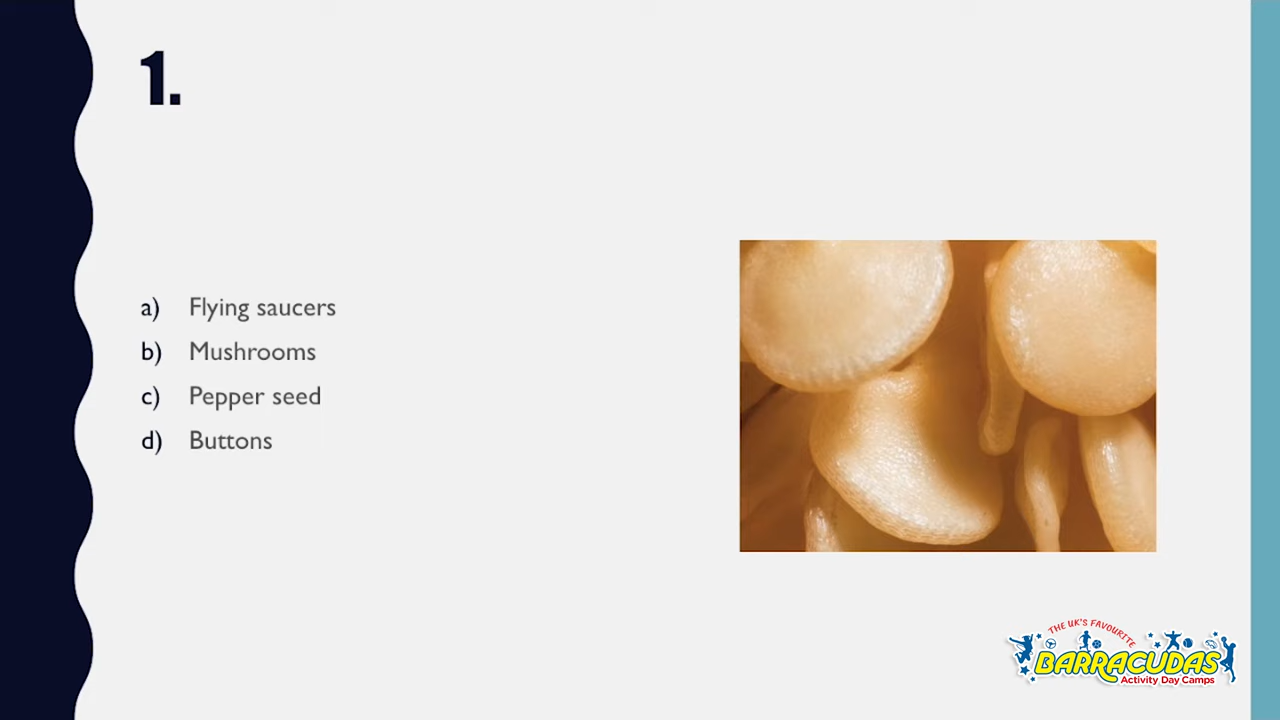 1.
a) Flying saucers
b) Mushrooms
c) Pepper seed
d) Buttons
THE UK'S FAVOURITE
BARRACUDAS
Activity Day Camps